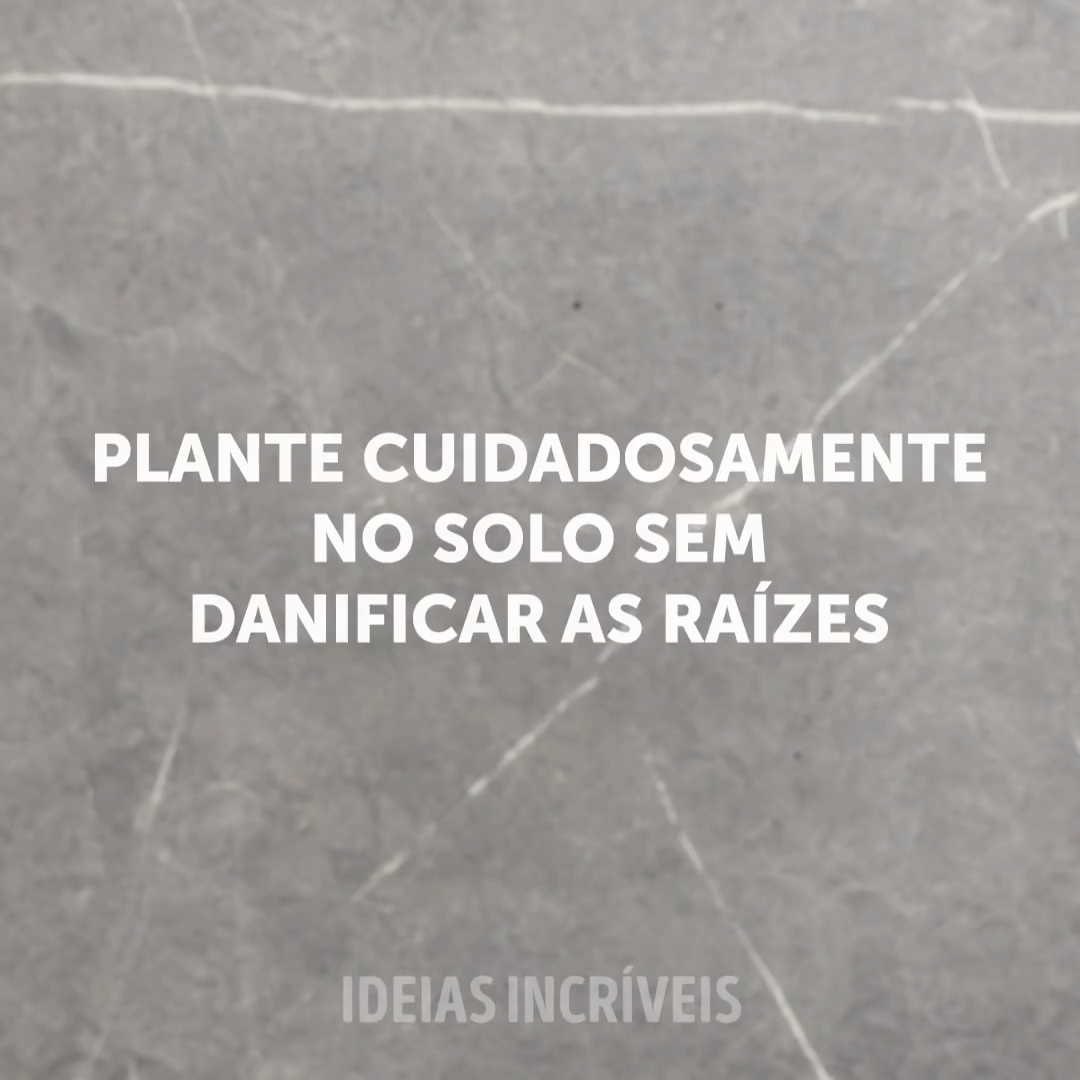 PLANTE CUIDADOSAMENTE
NO SOLO SEM
DANIFICAR AS RAÍZES
IDEIAS INCRÍVEIS